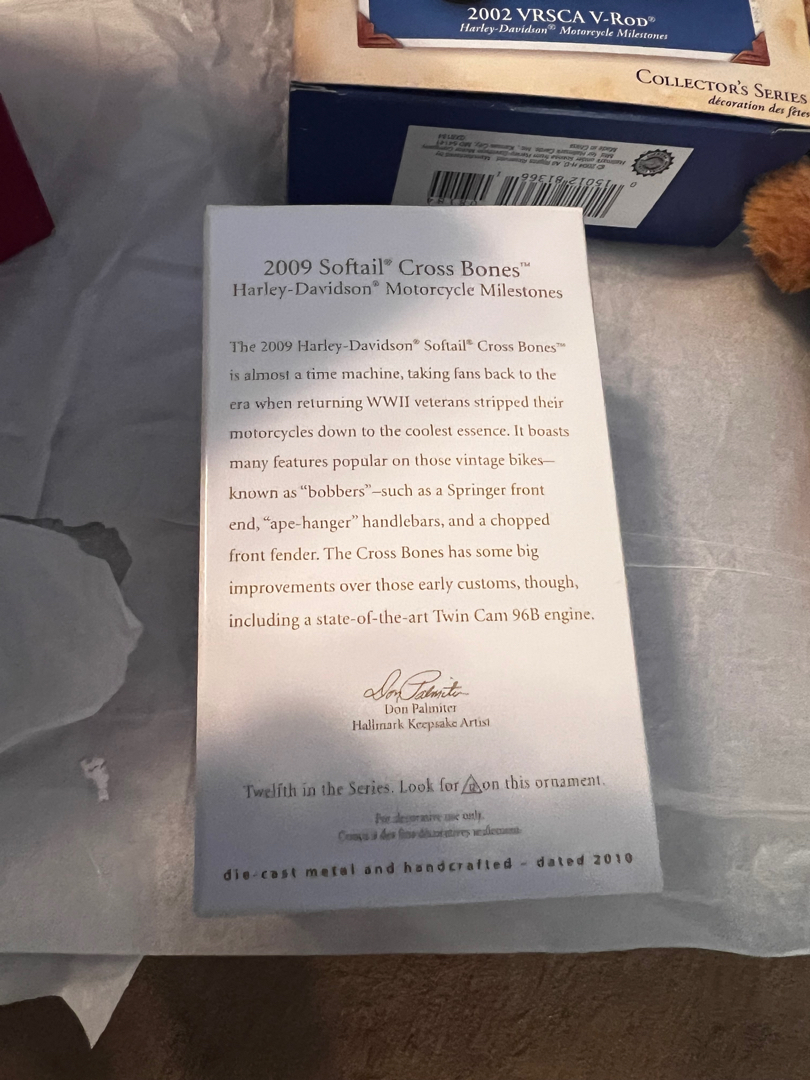 2002 VRSCA V-Rod®
Harley-Davidson® Motorcycle Milestones
Collector's Series
décoration des fêtes
2009 Softail® Cross Bones™
Harley-Davidson® Motorcycle Milestones
The 2009 Harley-Davidson® Softail® Cross Bones™
is almost a time machine, taking fans back to the
era when returning WWII veterans stripped their
motorcycles down to the coolest essence. It boasts
many features popular on those vintage bikes—
known as "bobbers"—such as a Springer front
end, "ape-hanger" handlebars, and a chopped
front fender. The Cross Bones has some big
improvements over those early customs, though,
including a state-of-the-art Twin Cam 96B engine.
Don Palmiter
Don Palmiter
Hallmark Keepsake Artist
Twelfth in the Series. Look for on this ornament.
For decorative use only.
die-cast metal and handcrafted – dated 2010